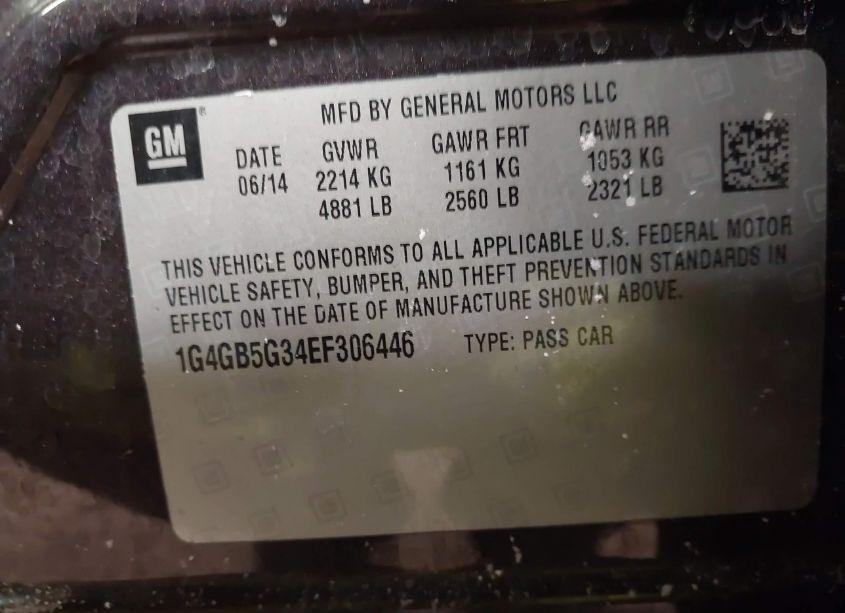 MFD BY GENERAL MOTORS LLC
GM®
DATE GVWR GAWR FRT GAWR RR
06/14 2214 KG 1161 KG 1053 KG
4881 LB 2560 LB 2321 LB
THIS VEHICLE CONFORMS TO ALL APPLICABLE U.S. FEDERAL MOTOR
VEHICLE SAFETY, BUMPER, AND THEFT PREVENTION STANDARDS IN
EFFECT ON THE DATE OF MANUFACTURE SHOWN ABOVE.
1G4GB5G34EF306446 TYPE: PASS CAR